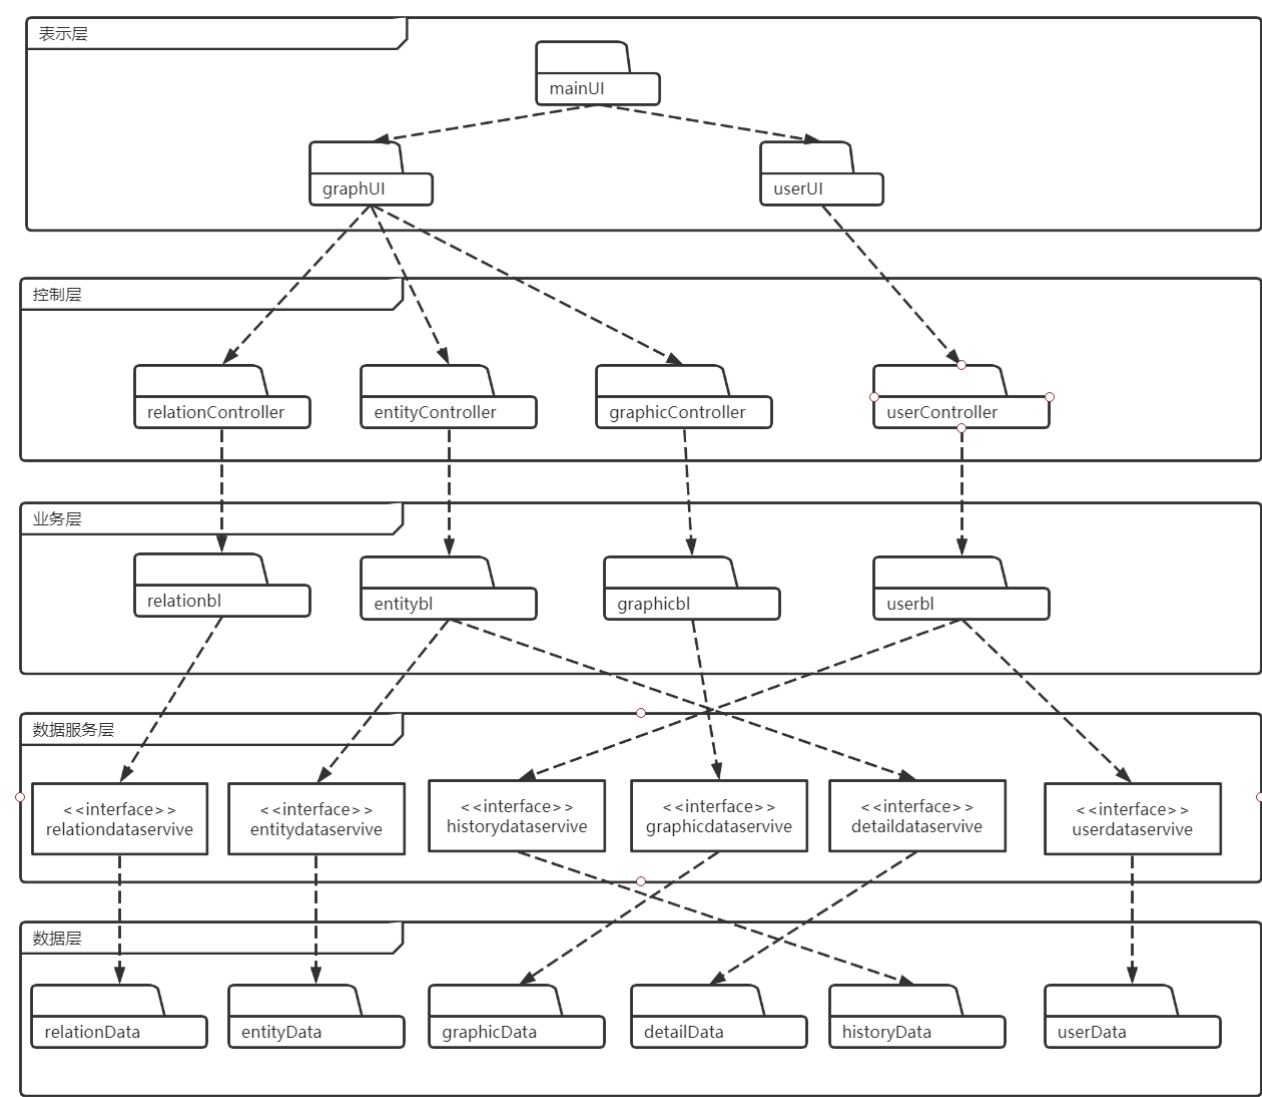 表示层
mainUI
graphUI
userUI
控制层
relationController
entityController
graphicController
userController
业务层
relationbl
entitybl
graphicbl
userbl
数据服务层
<<interface>>
relationdataservive
<<interface>>
entitydataservive
<<interface>>
historydataservive
<<interface>>
graphicdataservive
<<interface>>
detaildataservive
<<interface>>
userdataservive
数据层
relationData
entityData
graphicData
detailData
historyData
userData